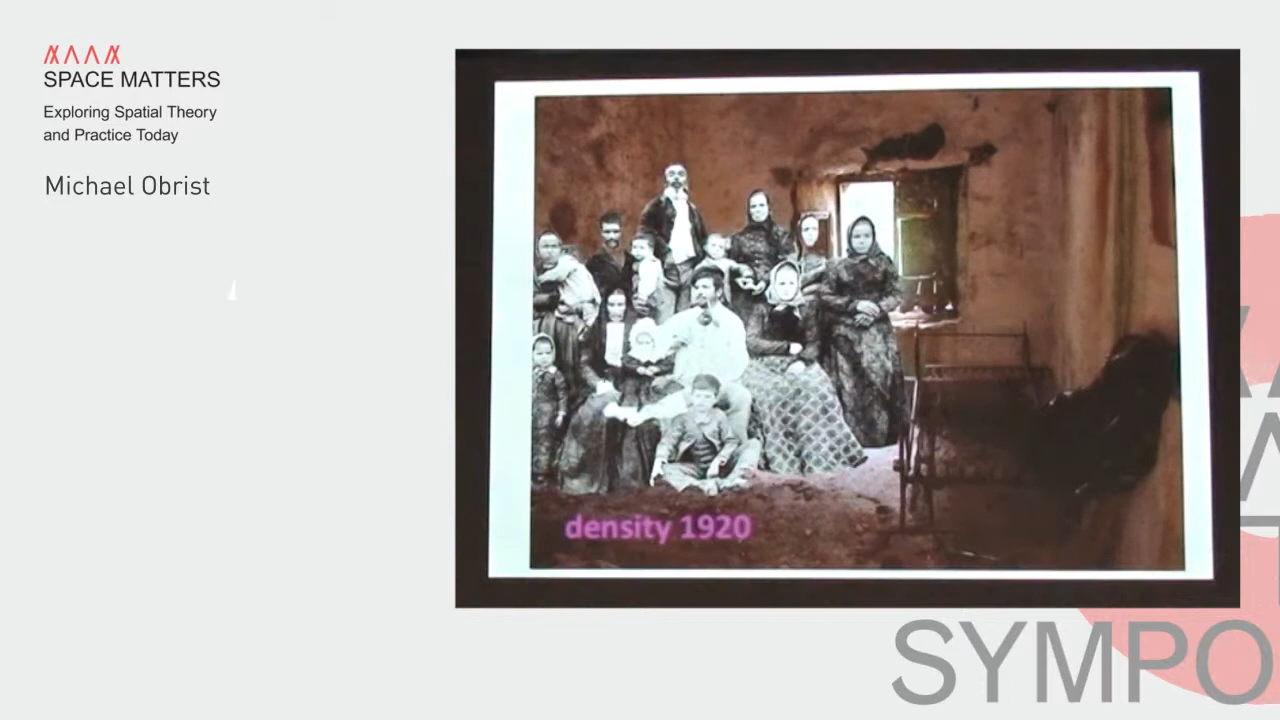 SPACE MATTERS
Exploring Spatial Theory
and Practice Today
Michael Obrist
density 1920
SYMPO